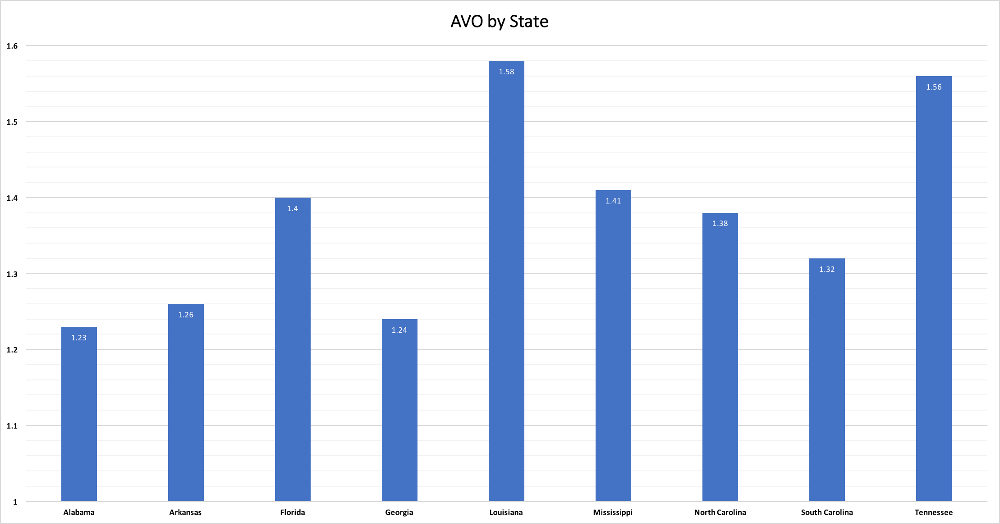 AVO by State
1.6
1.5
1.4
1.3
1.2
1.1
1
1.23
1.26
1.4
1.24
1.58
1.41
1.38
1.32
1.56
Alabama
Arkansas
Florida
Georgia
Louisiana
Mississippi
North Carolina
South Carolina
Tennessee